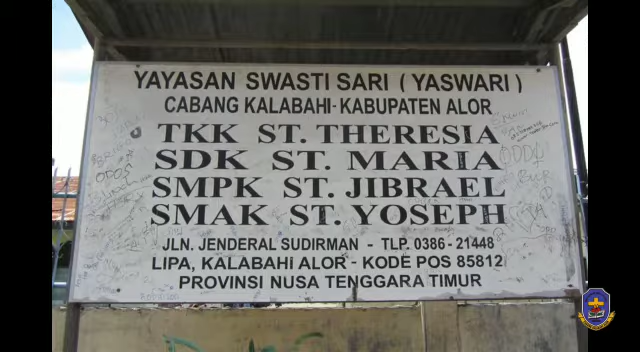 YAYASAN SWASTI SARI ( YASWARI )
CABANG KALABAHI-KABUPATEN ALOR
TKK ST. THERESIA
SDK ST. MARIA
SMPK ST. JIBRAEL
SMAK ST. YOSEPH
JLN. JENDERAL SUDIRMAN - TLP. 0386 - 21448
LIPA, KALABAHI ALOR - KODE POS 85812
PROVINSI NUSA TENGGARA TIMUR